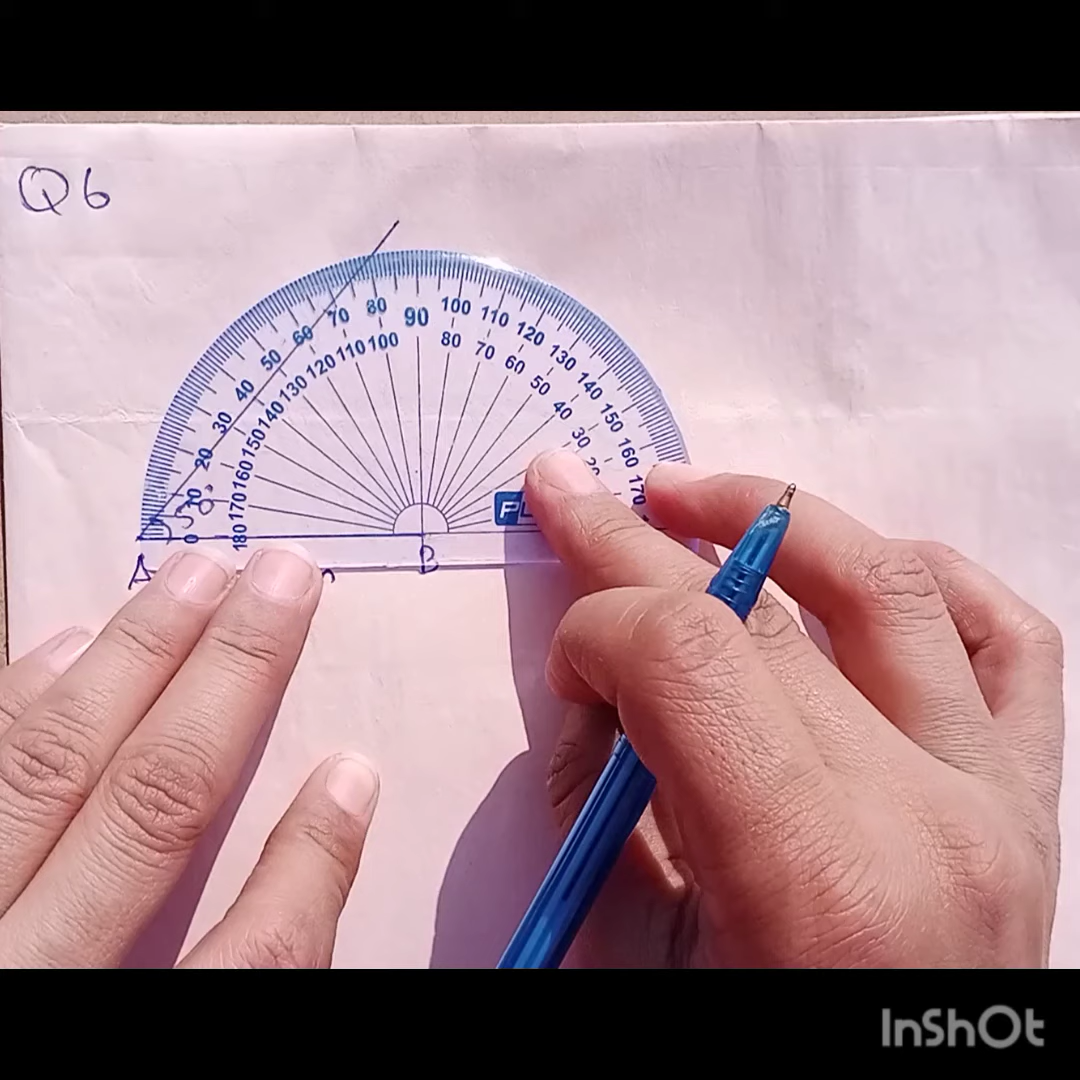 Q6
70 80 90 100 110
60 120
50 110 100 80 70 130
40 130 120 60 140
30 140 50 150
20 150 40 160
10 160 30 170
0 180 170
50°
A B
InShOt